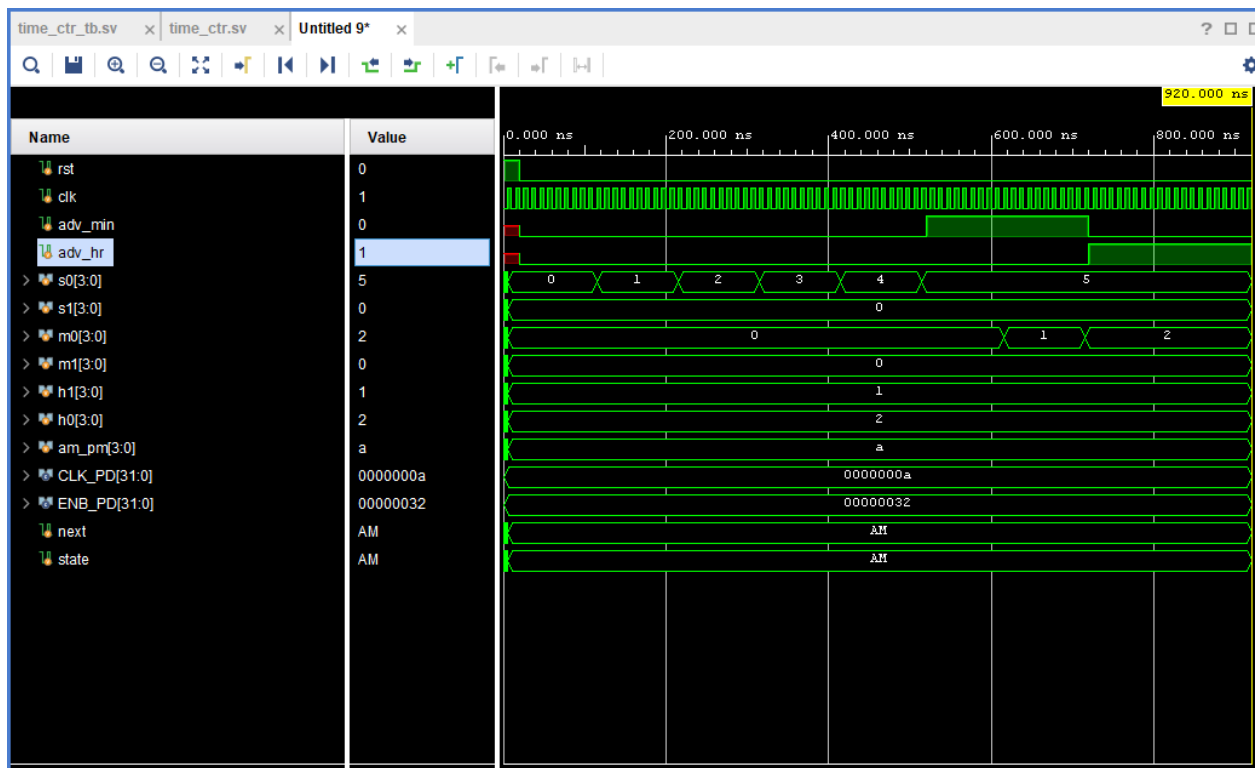 time_ctr_tb.sv × time_ctr.sv × Untitled 9* × ?
920.000 ns
Name Value 0.000 ns 200.000 ns 400.000 ns 600.000 ns 800.000 ns
rst 0
clk 1
adv_min 0
adv_hr 1
> s0[3:0] 5 0 1 2 3 4 5
> s1[3:0] 0 0
> m0[3:0] 2 0 1 2
> m1[3:0] 0 0
> h1[3:0] 1 1
> h0[3:0] 2 2
> am_pm[3:0] a a
> CLK_PD[31:0] 0000000a 0000000a
> ENB_PD[31:0] 00000032 00000032
next AM AM
state AM AM